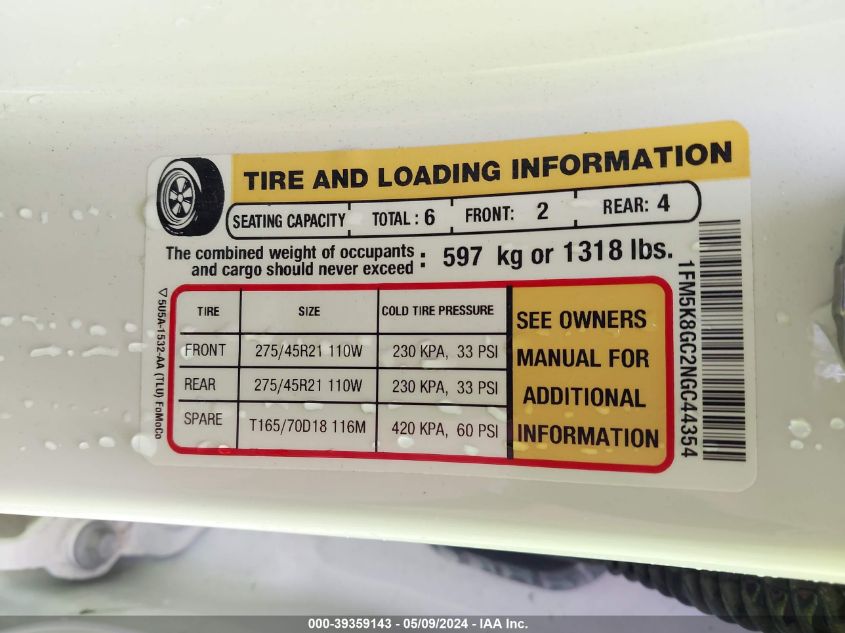 TIRE AND LOADING INFORMATION
SEATING CAPACITY TOTAL : 6 FRONT: 2 REAR: 4
The combined weight of occupants
and cargo should never exceed : 597 kg or 1318 lbs.
TIRE SIZE COLD TIRE PRESSURE
FRONT 275/45R21 110W 230 KPA, 33 PSI
REAR 275/45R21 110W 230 KPA, 33 PSI
SPARE T165/70D18 116M 420 KPA, 60 PSI
SEE OWNERS
MANUAL FOR
ADDITIONAL
INFORMATION
5U5A-1532-AA (TLU) FoMoCo
1FM5K8GC2NGC44354
000-39359143 - 05/09/2024 - IAA Inc.